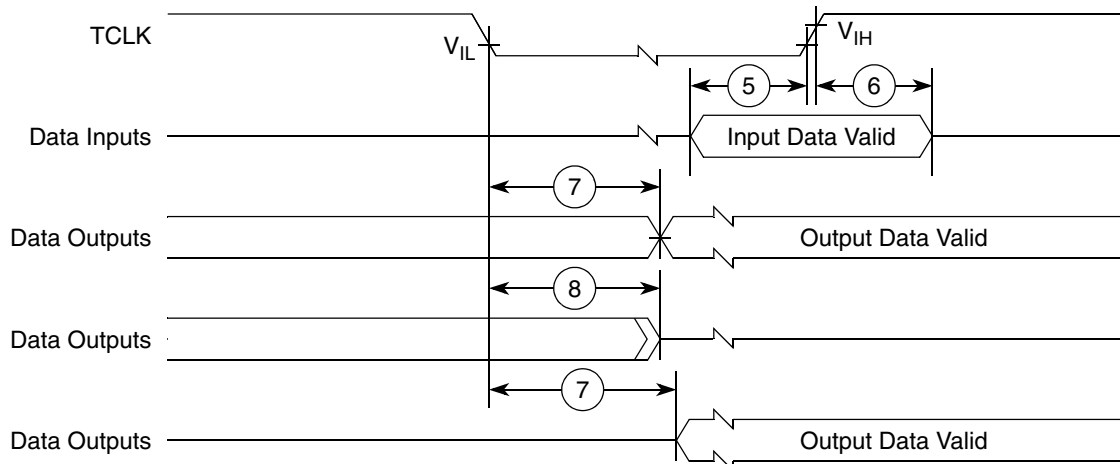 TCLK
V_IL
V_IH
5
6
Data Inputs
Input Data Valid
7
Data Outputs
Output Data Valid
8
Data Outputs
7
Data Outputs
Output Data Valid